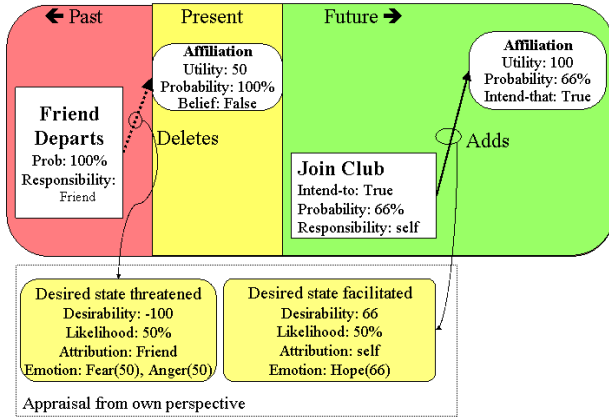 ← Past
Present
Future →
Affiliation
Utility: 50
Probability: 100%
Belief: False
Affiliation
Utility: 100
Probability: 66%
Intend-that: True
Friend
Departs
Prob: 100%
Responsibility:
Friend
Deletes
Adds
Join Club
Intend-to: True
Probability: 66%
Responsibility: self
Desired state threatened
Desirability: -100
Likelihood: 50%
Attribution: Friend
Emotion: Fear(50), Anger(50)
Desired state facilitated
Desirability: 66
Likelihood: 50%
Attribution: self
Emotion: Hope(66)
Appraisal from own perspective